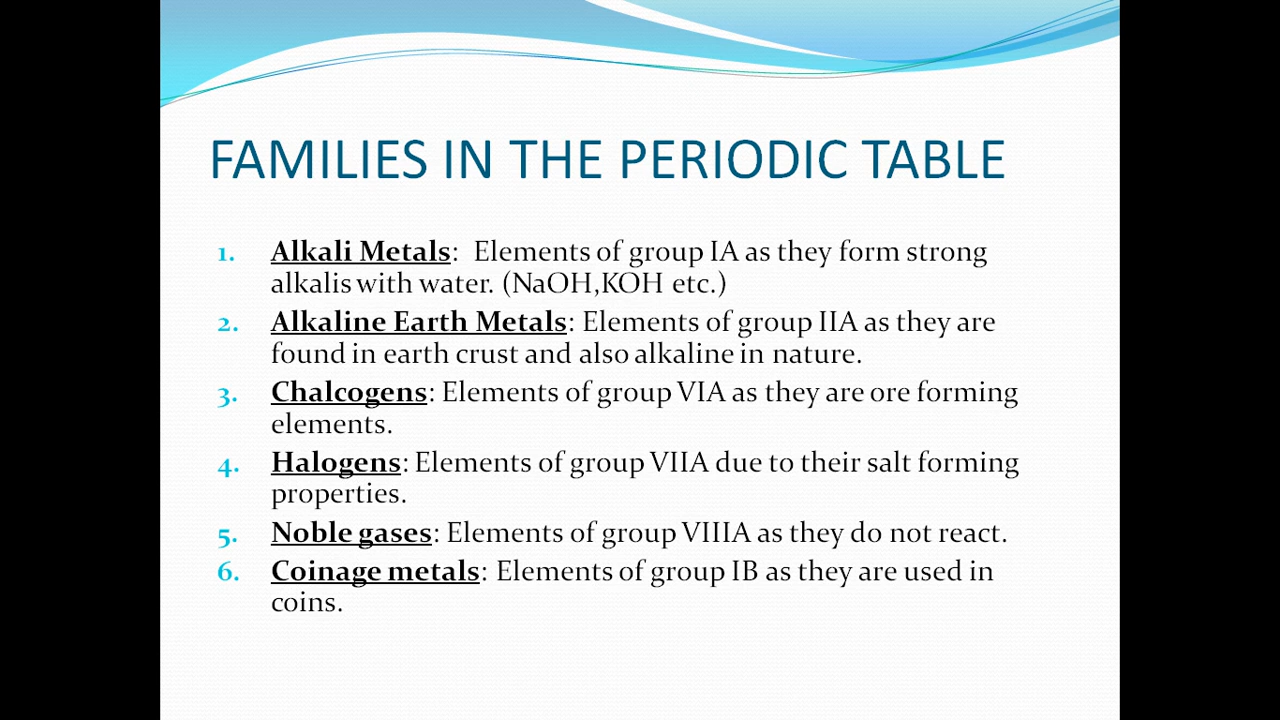 FAMILIES IN THE PERIODIC TABLE
1. Alkali Metals:  Elements of group IA as they form strong
alkalis with water. (NaOH,KOH etc.)
2. Alkaline Earth Metals: Elements of group IIA as they are
found in earth crust and also alkaline in nature.
3. Chalcogens: Elements of group VIA as they are ore forming
elements.
4. Halogens: Elements of group VIIA due to their salt forming
properties.
5. Noble gases: Elements of group VIIIA as they do not react.
6. Coinage metals: Elements of group IB as they are used in
coins.